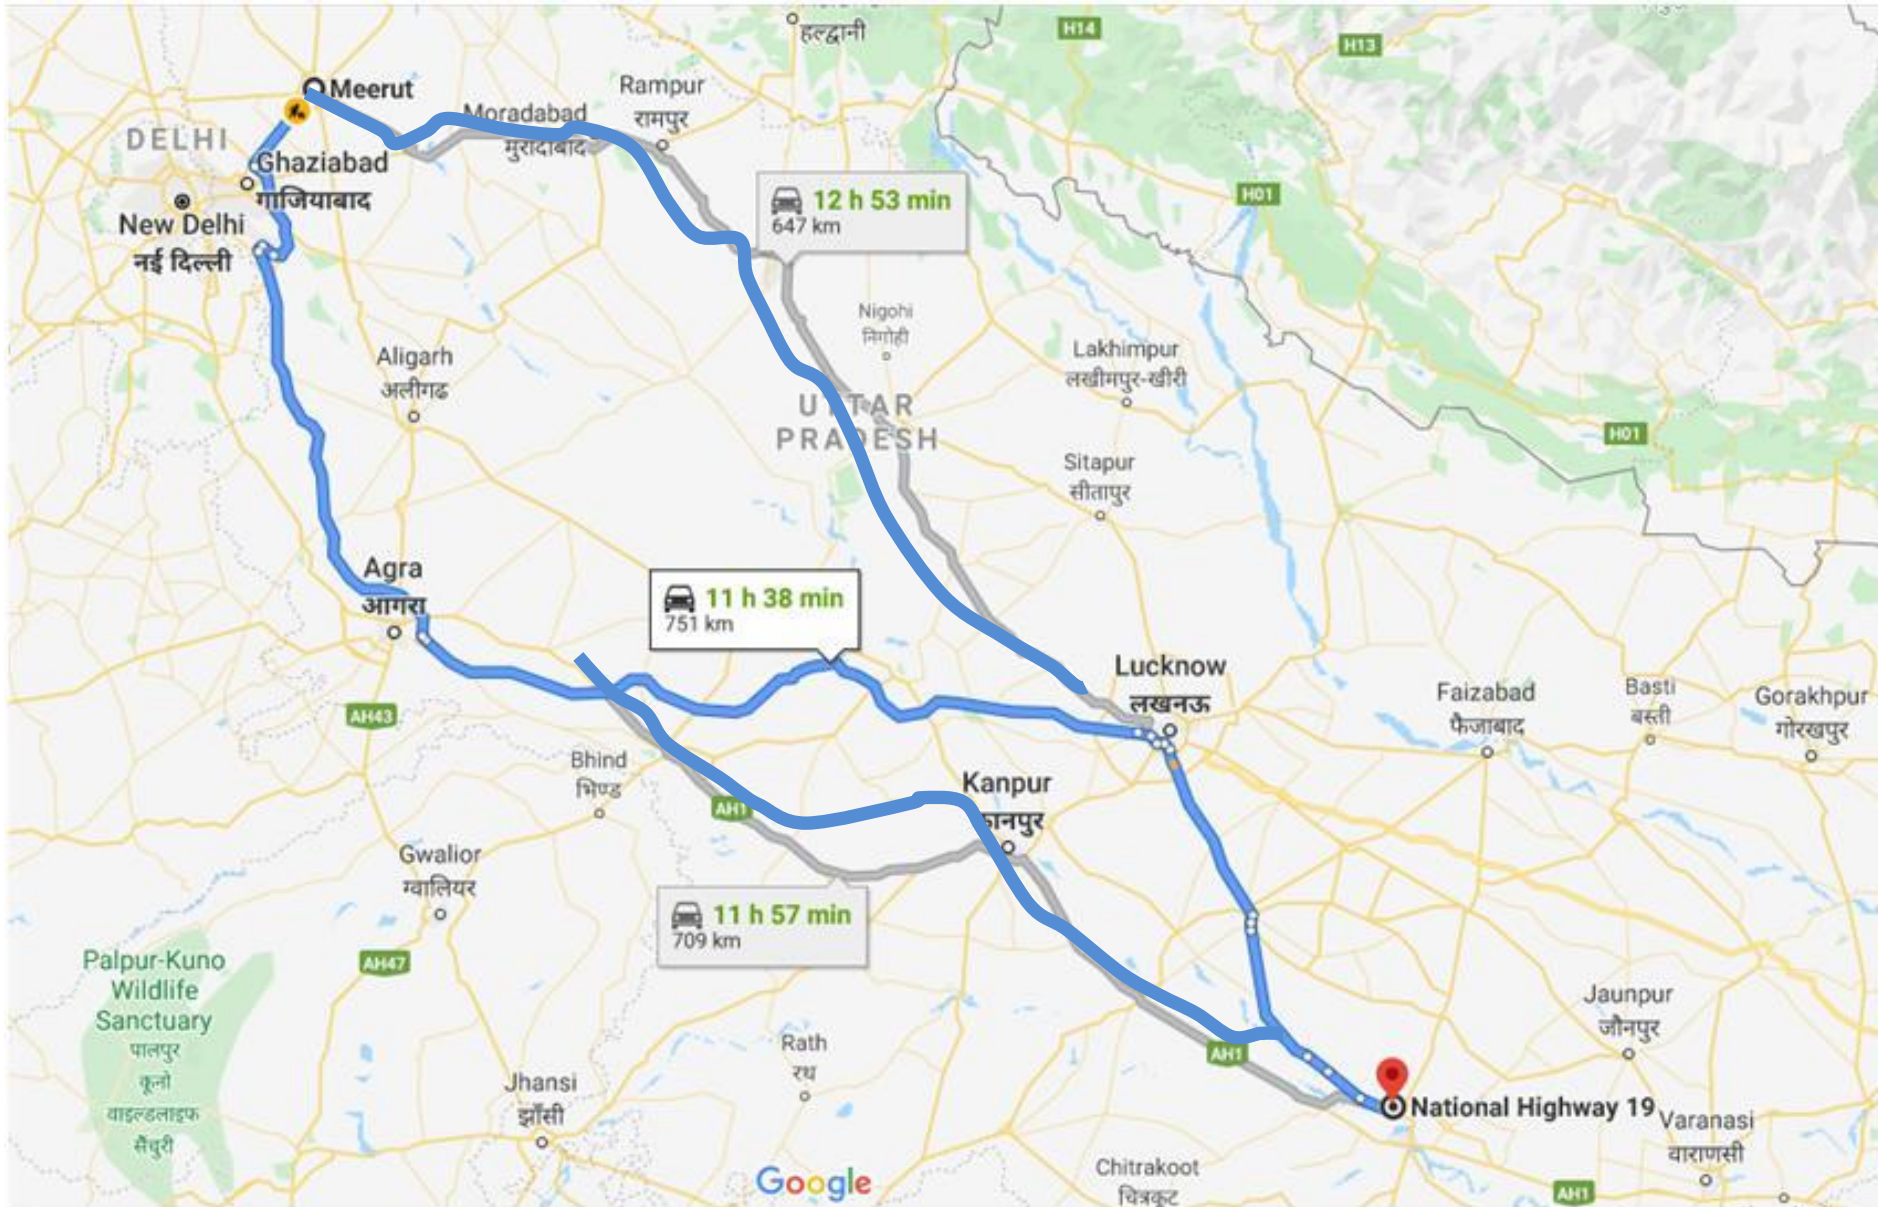 हल्द्वानी
H14
H13
Meerut
Rampur
रामपुर
Moradabad
मुरादाबाद
DELHI
Ghaziabad
गाजियाबाद
New Delhi
नई दिल्ली
12 h 53 min
647 km
H01
Nigohi
निगोही
Aligarh
अलीगढ
Lakhimpur
लखीमपुर-खीरी
UTTAR
PRADESH
H01
Sitapur
सीतापुर
Agra
आगरा
11 h 38 min
751 km
Lucknow
लखनऊ
Faizabad
फैजाबाद
Basti
बस्ती
Gorakhpur
गोरखपुर
AH43
Bhind
भिण्ड
AH1
Kanpur
कानपुर
Gwalior
ग्वालियर
11 h 57 min
709 km
AH47
Palpur-Kuno
Wildlife
Sanctuary
पालपुर
कूनो
वाइल्डलाइफ
सैंचुरी
Jaunpur
जौनपुर
Rath
रथ
AH1
Jhansi
झाँसी
National Highway 19
Varanasi
वाराणसी
Chitrakoot
चित्रकूट
Google
AH1